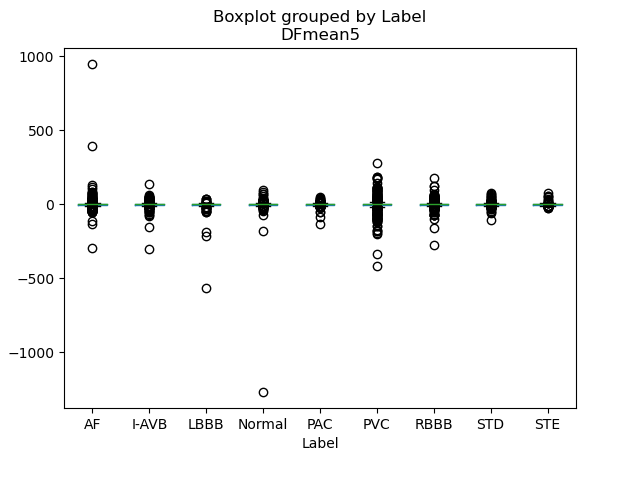 Boxplot grouped by Label
DFmean5
1000
500
0
−500
−1000
AF I-AVB LBBB Normal PAC PVC RBBB STD STE
Label